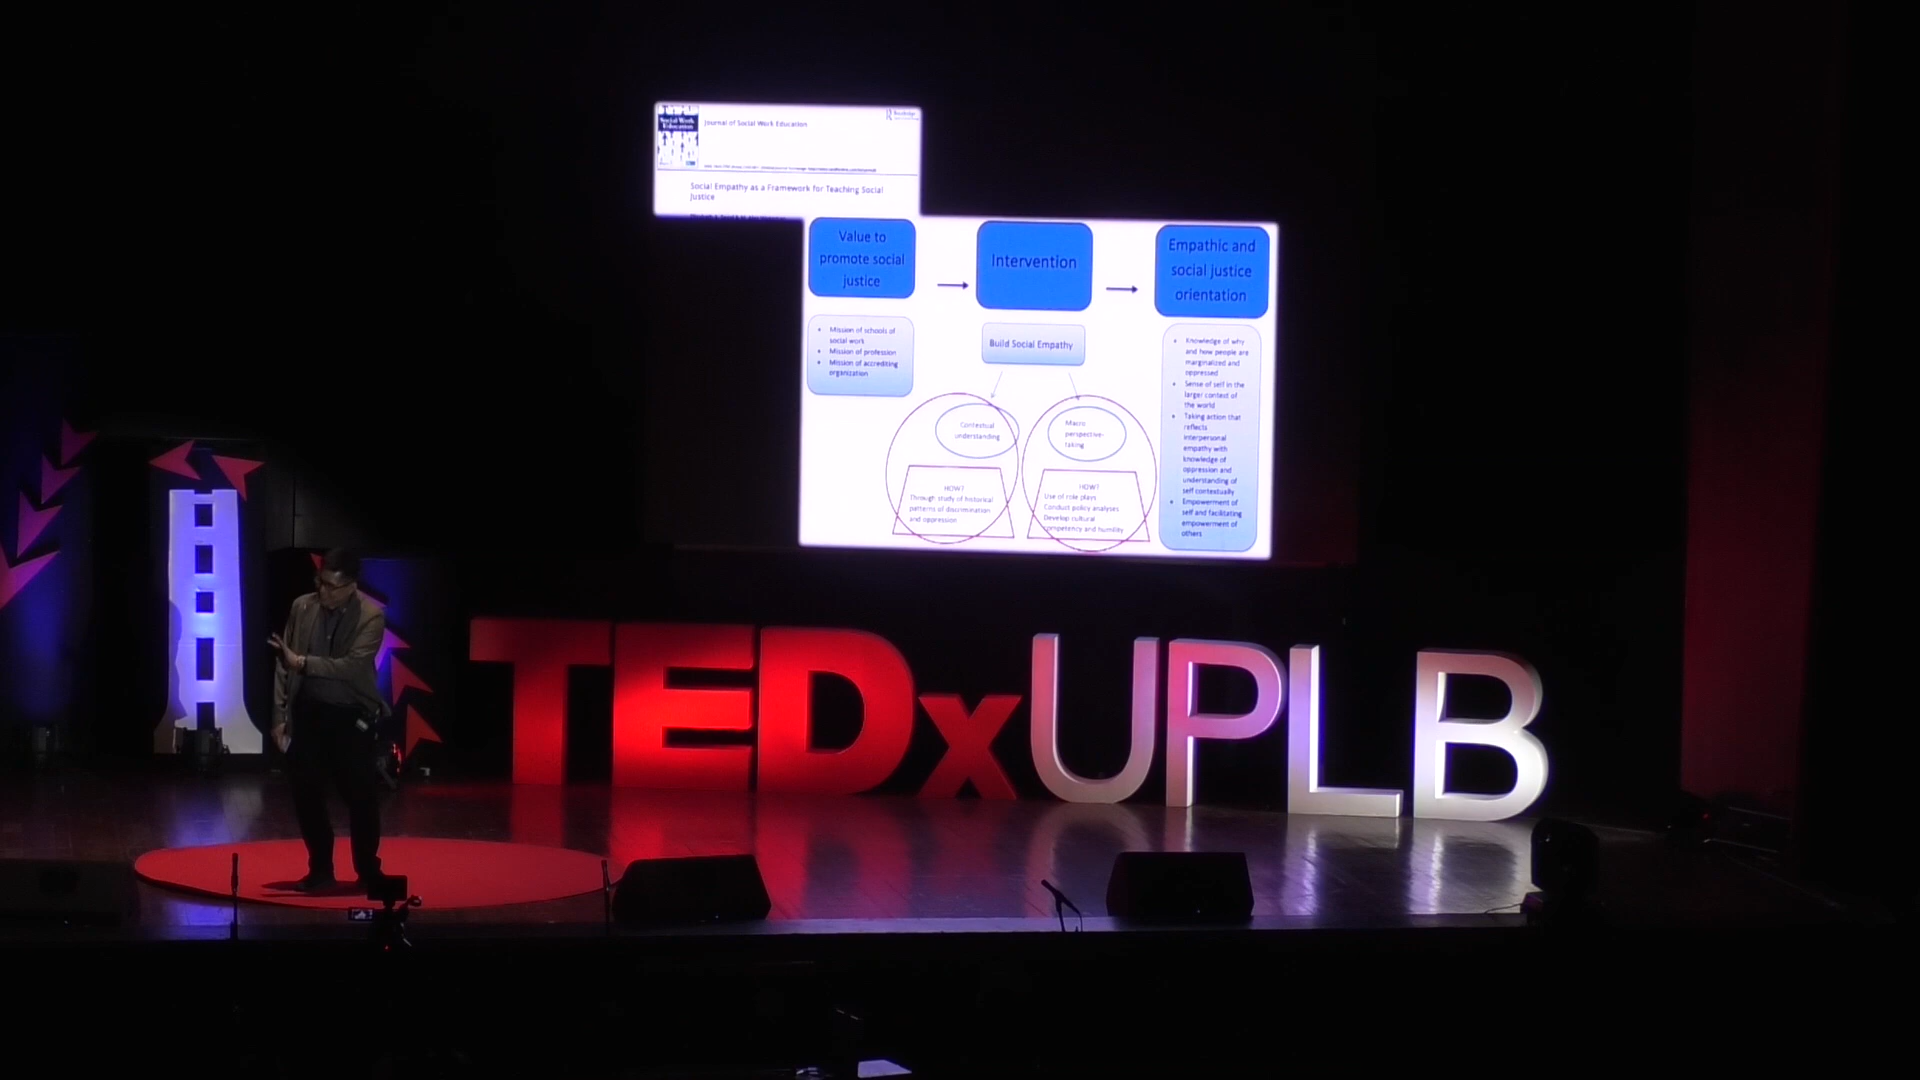 Social Work
Education
Journal of Social Work Education
Routledge
Social Empathy as a Framework for Teaching Social
Justice
Value to
promote social
justice
Intervention
Empathic and
social justice
orientation
• Mission of schools of
social work
• Mission of profession
• Mission of accrediting
organization
Build Social Empathy
Contextual
understanding
Macro
perspective-
taking
HOW?
Through study of historical
patterns of discrimination
and oppression
HOW?
Use of role plays
Conduct policy analyses
Develop cultural
competency and humility
• Knowledge of why
and how people are
marginalized and
oppressed
• Sense of self in the
larger context of
the world
• Taking action that
reflects
interpersonal
empathy with
knowledge of
oppression and
understanding of
self contextually
• Empowerment of
self and facilitating
empowerment of
others
TEDxUPLB